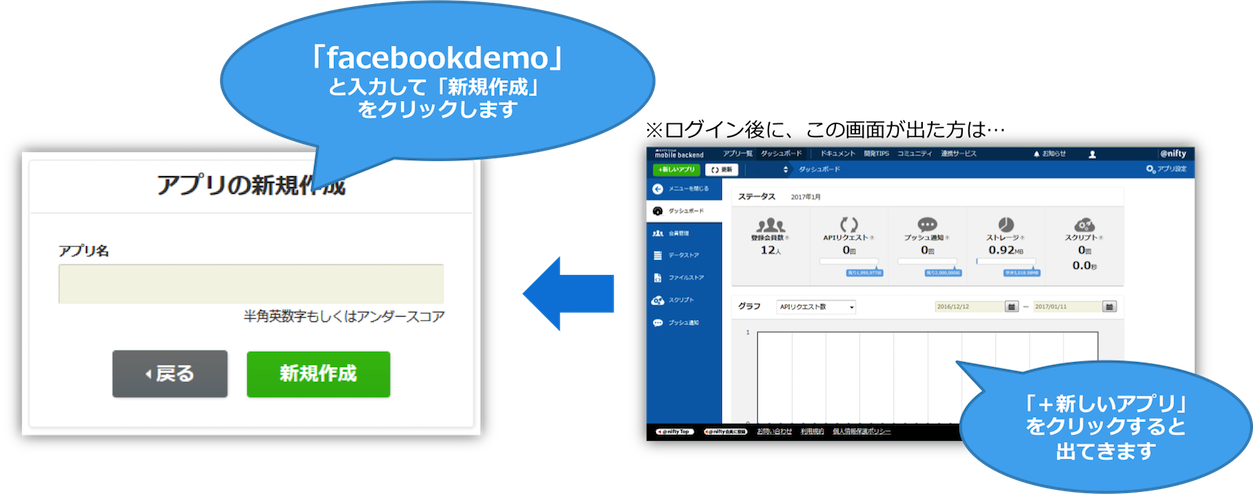 「facebookdemo」
と入力して「新規作成」
をクリックします
アプリの新規作成
アプリ名
半角英数字もしくはアンダースコア
戻る
新規作成
※ログイン後に、この画面が出た方は…
mobile backend
アプリ一覧 ダッシュボード ドキュメント 開発TIPS コミュニティ 連携サービス お知らせ @nifty
+新しいアプリ 更新 ダッシュボード アプリ設定
メニューを閉じる
ダッシュボード
会員管理
データストア
ファイルストア
スクリプト
プッシュ通知
ステータス 2017年1月
登録会員数 APIリクエスト プッシュ通知 ストレージ スクリプト
12人 0回 0回 0.92MB 0回
0.0秒
グラフ APIリクエスト数 2016/12/12 － 2017/01/11
1
0
@nifty Top @nifty会員に登録 お問い合わせ 利用規約 個人情報保護ポリシー
「＋新しいアプリ」
をクリックすると
出てきます